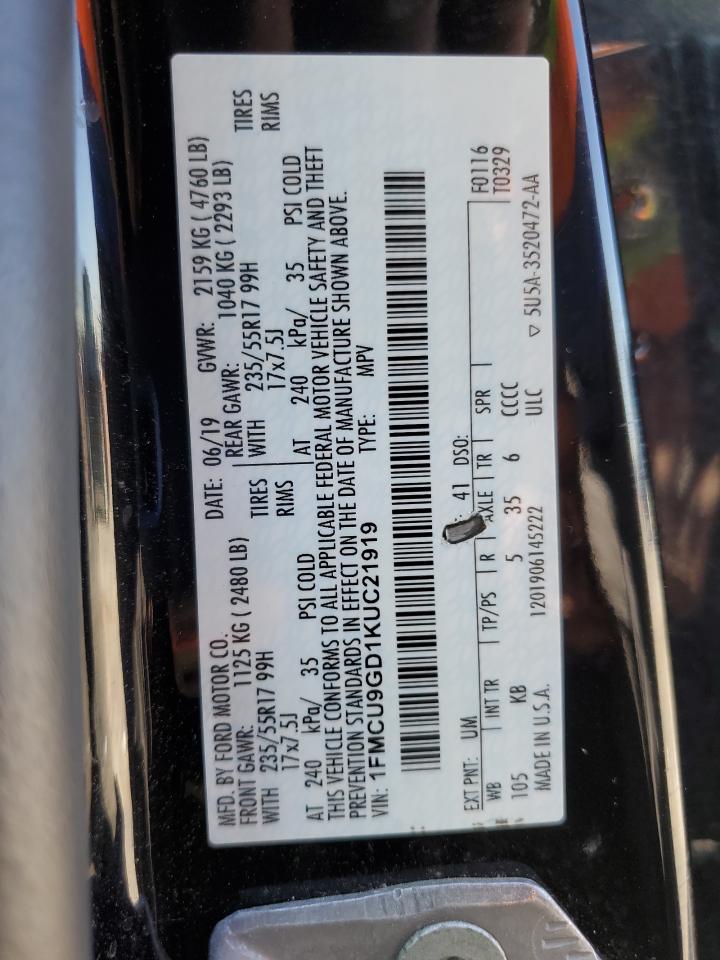 MFD. BY FORD MOTOR CO.
DATE: 06/19 GVWR: 2159 KG ( 4760 LB)
FRONT GAWR: 1125 KG ( 2480 LB)
REAR GAWR: 1040 KG ( 2293 LB)
WITH 235/55R17 99H TIRES
WITH 235/55R17 99H TIRES
17x7.5J RIMS
17x7.5J RIMS
AT 240 kPa/ 35 PSI COLD
AT 240 kPa/ 35 PSI COLD
THIS VEHICLE CONFORMS TO ALL APPLICABLE FEDERAL MOTOR VEHICLE SAFETY AND THEFT
PREVENTION STANDARDS IN EFFECT ON THE DATE OF MANUFACTURE SHOWN ABOVE.
VIN: 1FMCU9GD1KUC21919 TYPE: MPV
EXT PNT: UM 41 DSO: F0116
WB INT TR TP/PS R AXLE TR SPR T0329
105 KB 5 35 6 CCCC
MADE IN U.S.A. 1201906145222 ULC ▽ 5U5A-3520472-AA